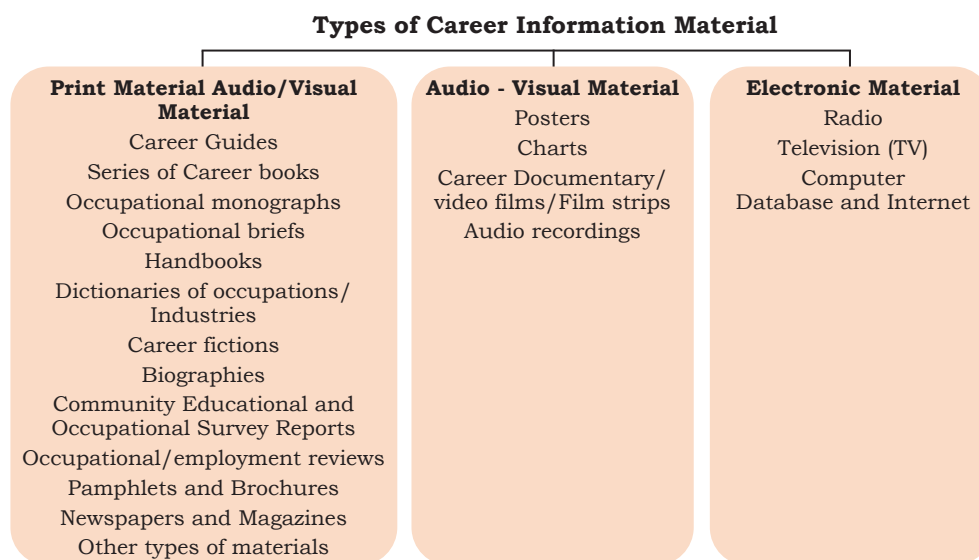 Types of Career Information Material
Print Material Audio/Visual
Material
Career Guides
Series of Career books
Occupational monographs
Occupational briefs
Handbooks
Dictionaries of occupations/
Industries
Career fictions
Biographies
Community Educational and
Occupational Survey Reports
Occupational/employment reviews
Pamphlets and Brochures
Newspapers and Magazines
Other types of materials
Audio - Visual Material
Posters
Charts
Career Documentary/
video films/Film strips
Audio recordings
Electronic Material
Radio
Television (TV)
Computer
Database and Internet